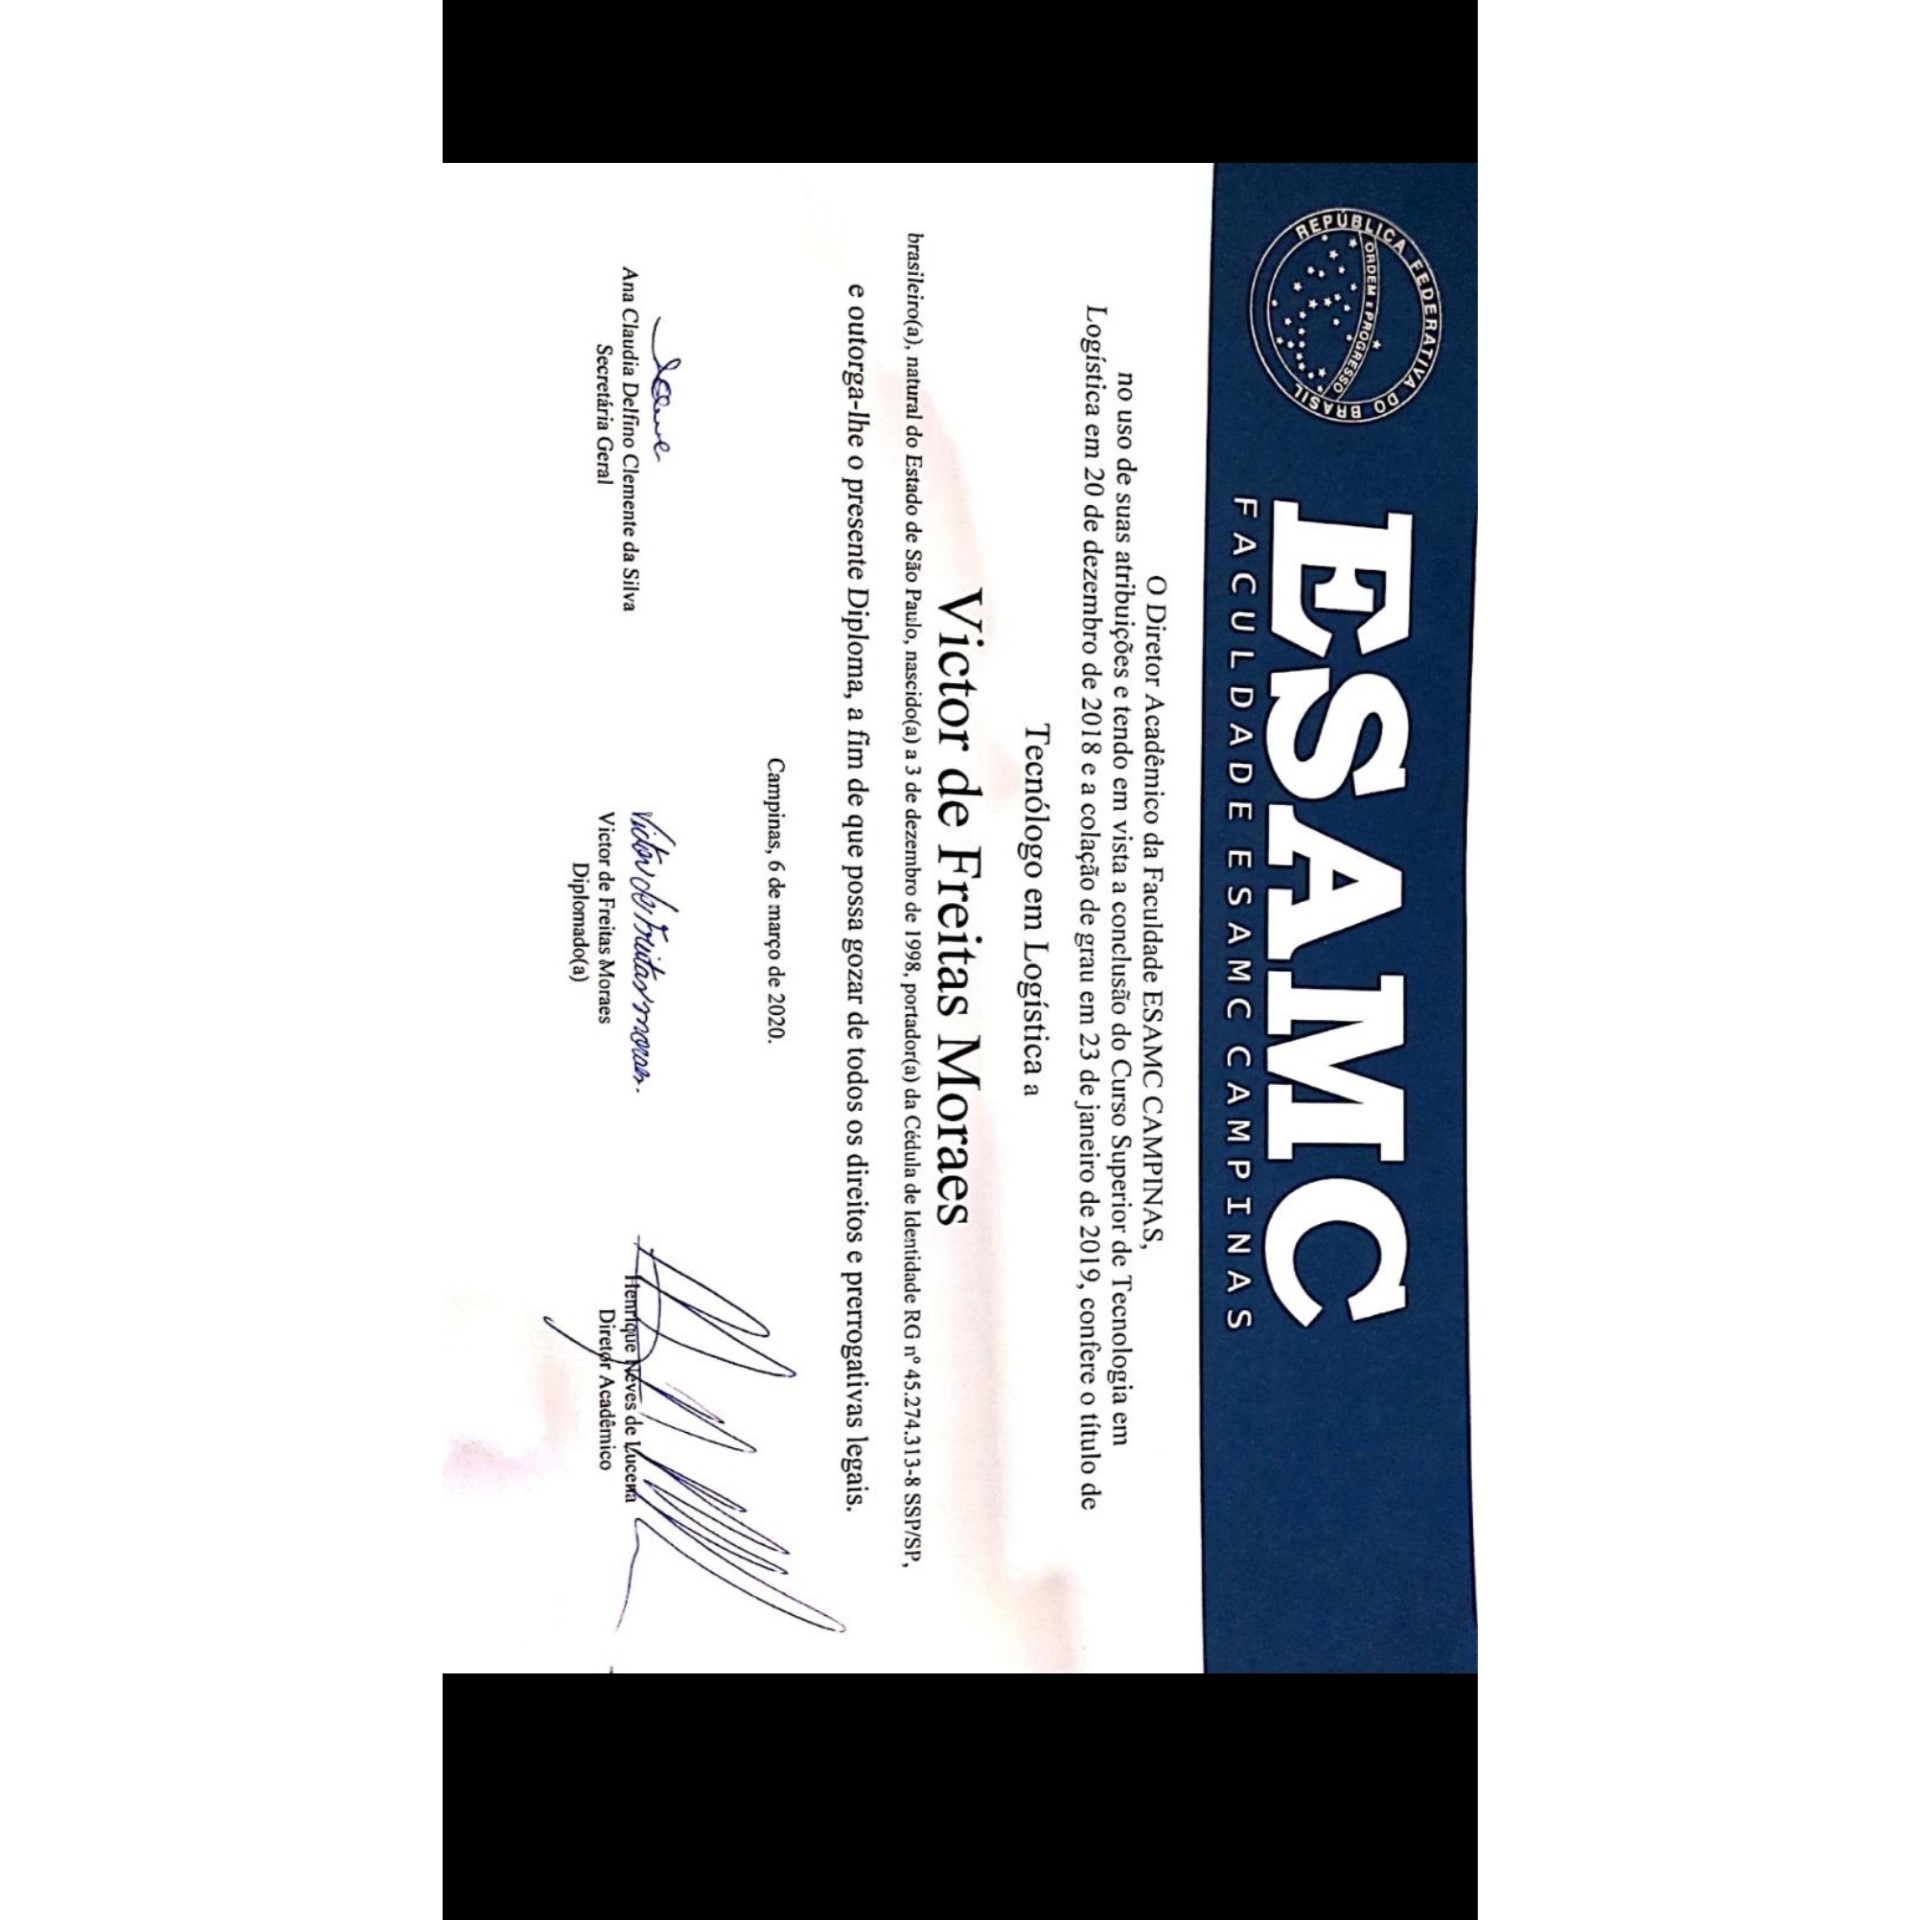 REPÚBLICA FEDERATIVA DO BRASIL
ORDEM E PROGRESSO
ESAMC
FACULDADE ESAMC CAMPINAS
O Diretor Acadêmico da Faculdade ESAMC CAMPINAS,
no uso de suas atribuições e tendo em vista a conclusão do Curso Superior de Tecnologia em
Logística em 20 de dezembro de 2018 e a colação de grau em 23 de janeiro de 2019, confere o título de
Tecnólogo em Logística a
Victor de Freitas Moraes
brasileiro(a), natural do Estado de São Paulo, nascido(a) a 3 de dezembro de 1998, portador(a) da Cédula de Identidade RG nº 45.274.313-8 SSP/SP,
e outorga-lhe o presente Diploma, a fim de que possa gozar de todos os direitos e prerrogativas legais.
Campinas, 6 de março de 2020.
Ana Claudia Delfino Clemente da Silva
Secretária Geral
Victor de Freitas Moraes.
Victor de Freitas Moraes
Diplomado(a)
Henrique Neves de Lucena
Diretor Acadêmico